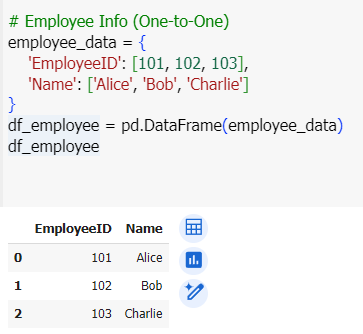 # Employee Info (One-to-One)
employee_data = {
    'EmployeeID': [101, 102, 103],
    'Name': ['Alice', 'Bob', 'Charlie']
}
df_employee = pd.DataFrame(employee_data)
df_employee
EmployeeID Name
0 101 Alice
1 102 Bob
2 103 Charlie